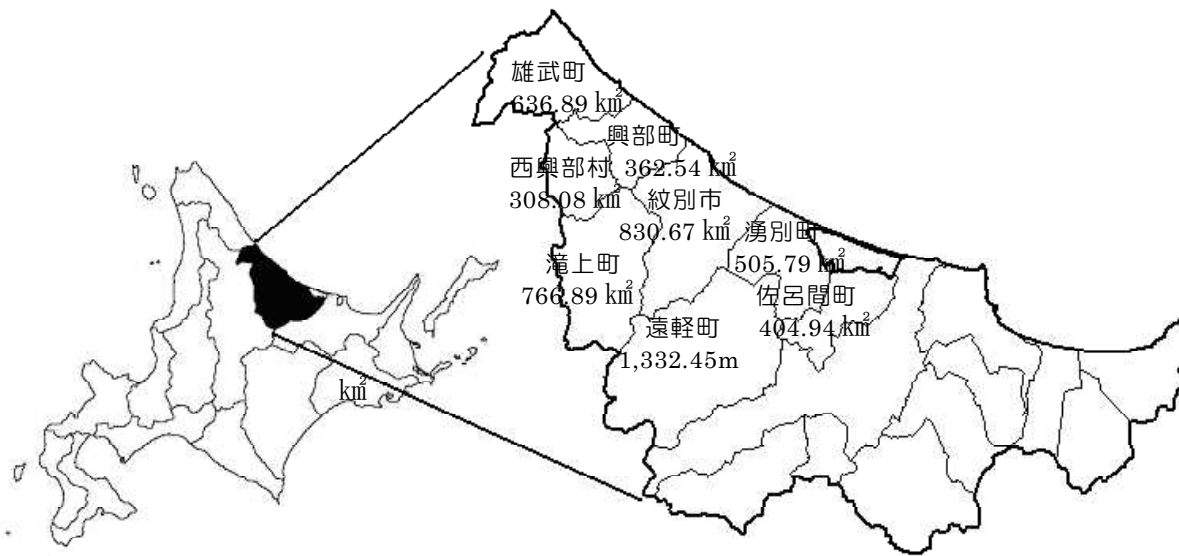 雄武町
636.89 ㎢
興部町
362.54 ㎢
西興部村
308.08 ㎢
紋別市
830.67 ㎢
湧別町
505.79 ㎢
滝上町
766.89 ㎢
佐呂間町
404.94 ㎢
遠軽町
1,332.45m
㎢